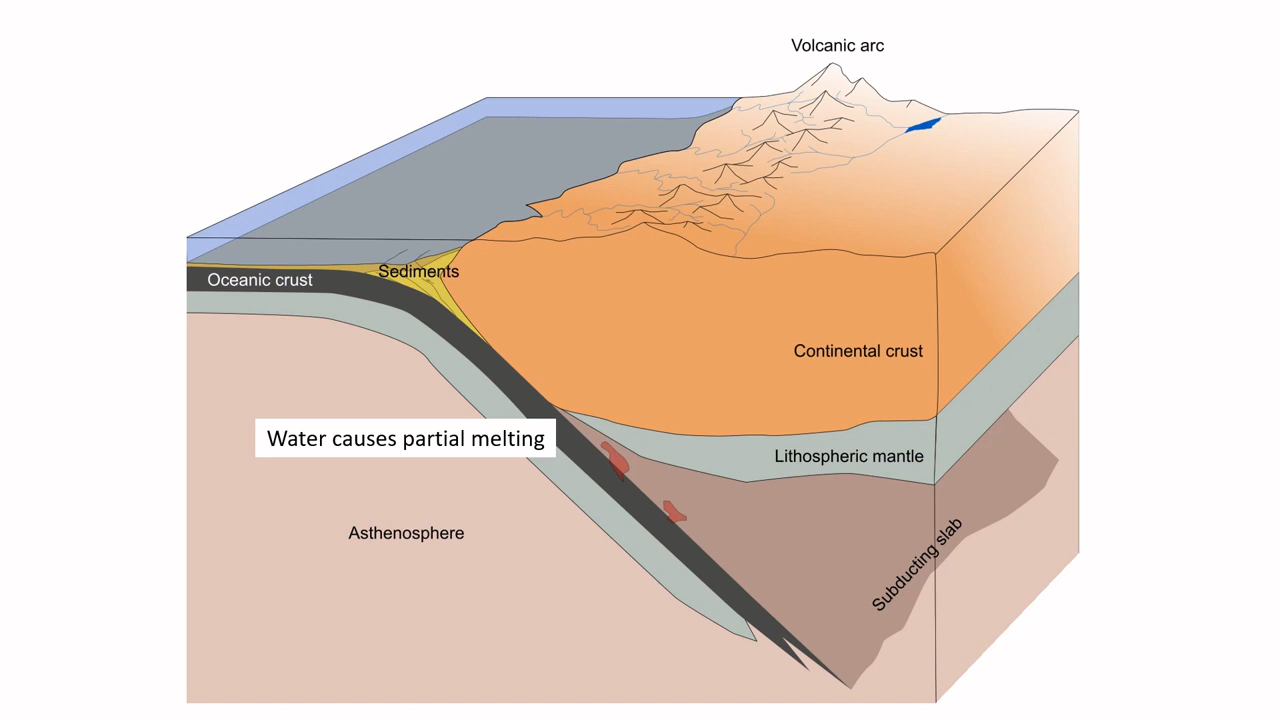 Volcanic arc
Sediments
Oceanic crust
Continental crust
Water causes partial melting
Lithospheric mantle
Asthenosphere
Subducting slab